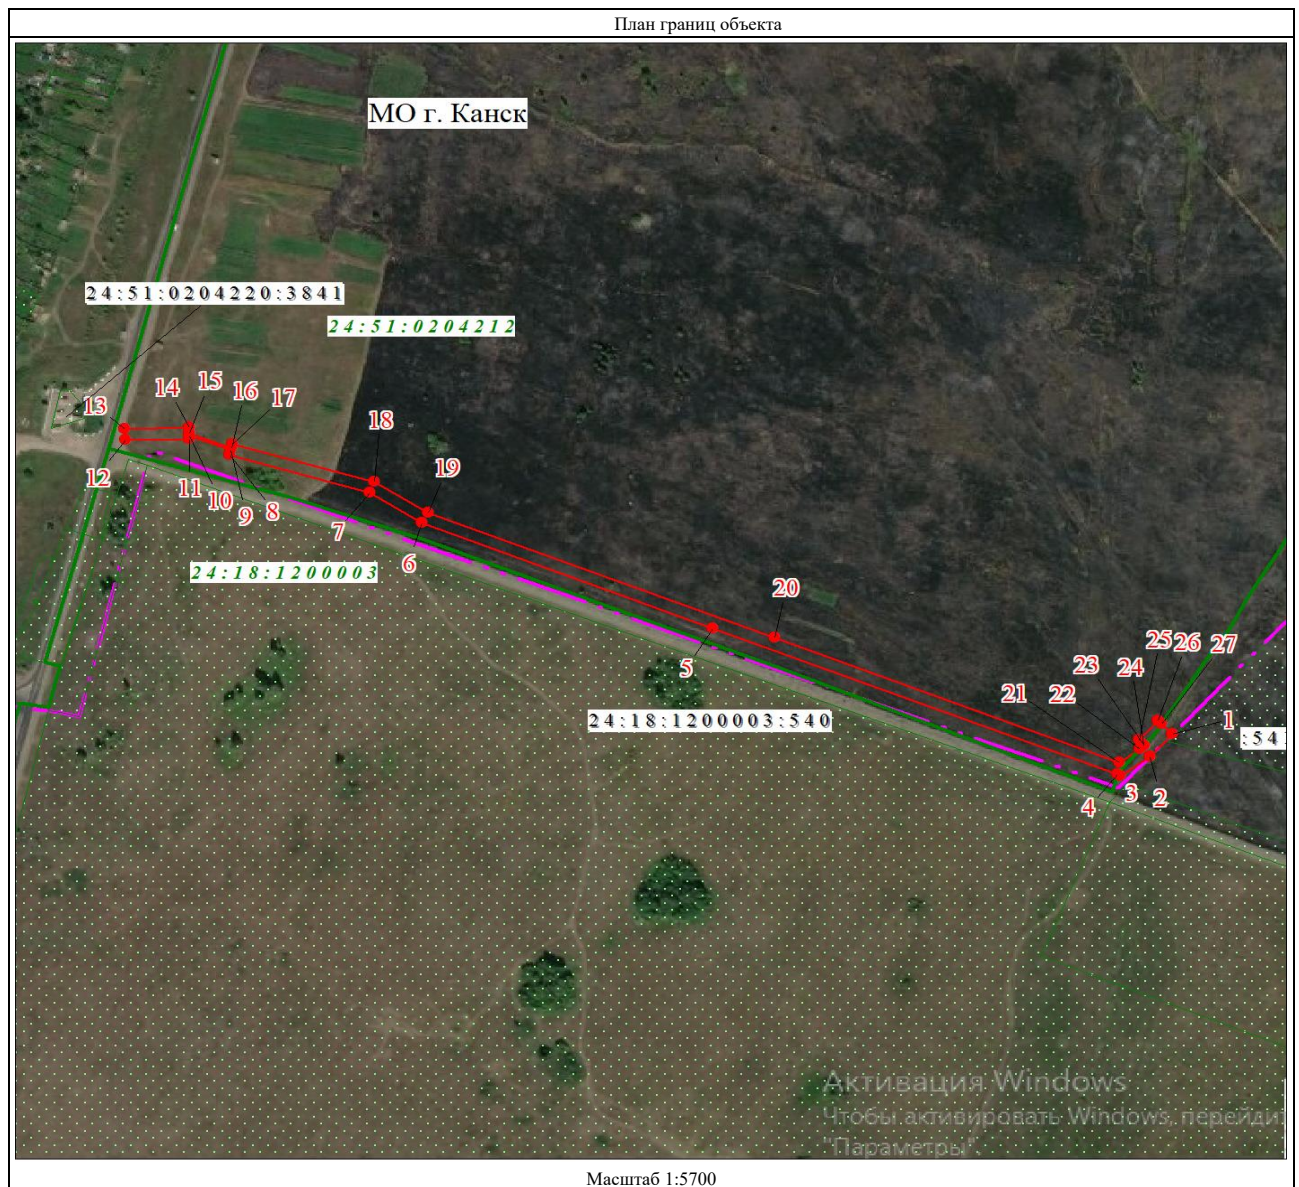 План границ объекта
МО г. Канск
24:51:0204220:3841
24:51:0204212
14 15 16 17
13 18
19
12 11 10 9 8
7
6
24:18:1200003
20
5
25 26 27
23 24
21 22
24:18:1200003:540
1
:541
4 3 2
Активация Windows
Чтобы активировать Windows, перейдит
"Параметры".
Масштаб 1:5700